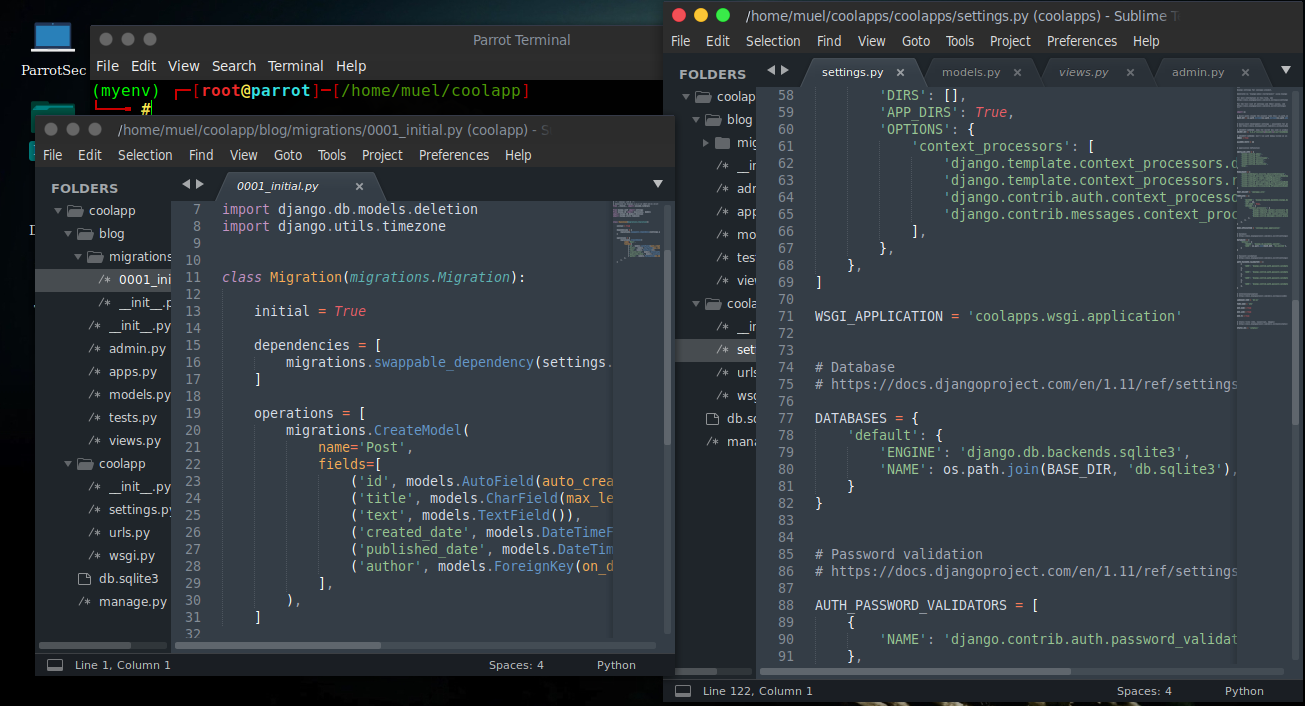 ParrotSec
Parrot Terminal
File Edit View Search Terminal Help
(myenv) ┌─[root@parrot]─[/home/muel/coolapp]
└──╼ #
/home/muel/coolapp/blog/migrations/0001_initial.py (coolapp) - S
File Edit Selection Find View Goto Tools Project Preferences Help
FOLDERS
coolapp
blog
migrations
/* 0001_ini
/* __init__.p
/* __init__.py
/* admin.py
/* apps.py
/* models.py
/* tests.py
/* views.py
coolapp
/* __init__.py
/* settings.py
/* urls.py
/* wsgi.py
db.sqlite3
/* manage.py
0001_initial.py ×
7 import django.db.models.deletion
8 import django.utils.timezone
9
10
11 class Migration(migrations.Migration):
12
13 initial = True
14
15 dependencies = [
16 migrations.swappable_dependency(settings.
17 ]
18
19 operations = [
20 migrations.CreateModel(
21 name='Post',
22 fields=[
23 ('id', models.AutoField(auto_crea
24 ('title', models.CharField(max_le
25 ('text', models.TextField()),
26 ('created_date', models.DateTimeF
27 ('published_date', models.DateTim
28 ('author', models.ForeignKey(on_d
29 ],
30 ),
31 ]
32
Line 1, Column 1 Spaces: 4 Python
/home/muel/coolapps/coolapps/settings.py (coolapps) - Sublime T
File Edit Selection Find View Goto Tools Project Preferences Help
FOLDERS
coolap
blog
mig
/* __in
/* adr
/* app
/* mo
/* tes
/* viev
coola
/* __in
/* sett
/* urls
/* wsg
db.sq
/* mana
settings.py × models.py × views.py × admin.py ×
58 'DIRS': [],
59 'APP_DIRS': True,
60 'OPTIONS': {
61 'context_processors': [
62 'django.template.context_processors.d
63 'django.template.context_processors.r
64 'django.contrib.auth.context_processo
65 'django.contrib.messages.context_proc
66 ],
67 },
68 },
69 ]
70
71 WSGI_APPLICATION = 'coolapps.wsgi.application'
72
73
74 # Database
75 # https://docs.djangoproject.com/en/1.11/ref/settings
76
77 DATABASES = {
78 'default': {
79 'ENGINE': 'django.db.backends.sqlite3',
80 'NAME': os.path.join(BASE_DIR, 'db.sqlite3'),
81 }
82 }
83
84
85 # Password validation
86 # https://docs.djangoproject.com/en/1.11/ref/settings
87
88 AUTH_PASSWORD_VALIDATORS = [
89 {
90 'NAME': 'django.contrib.auth.password_validat
91 },
Line 122, Column 1 Spaces: 4 Python